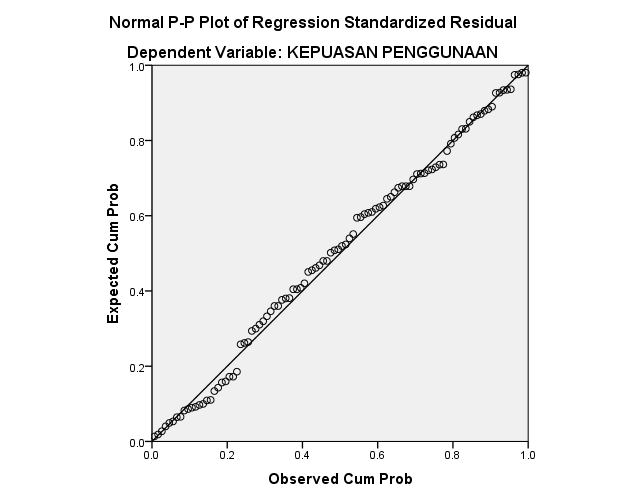 Normal P-P Plot of Regression Standardized Residual
Dependent Variable: KEPUASAN PENGGUNAAN
1.0
0.8
0.6
0.4
0.2
0.0
Expected Cum Prob
0.0 0.2 0.4 0.6 0.8 1.0
Observed Cum Prob